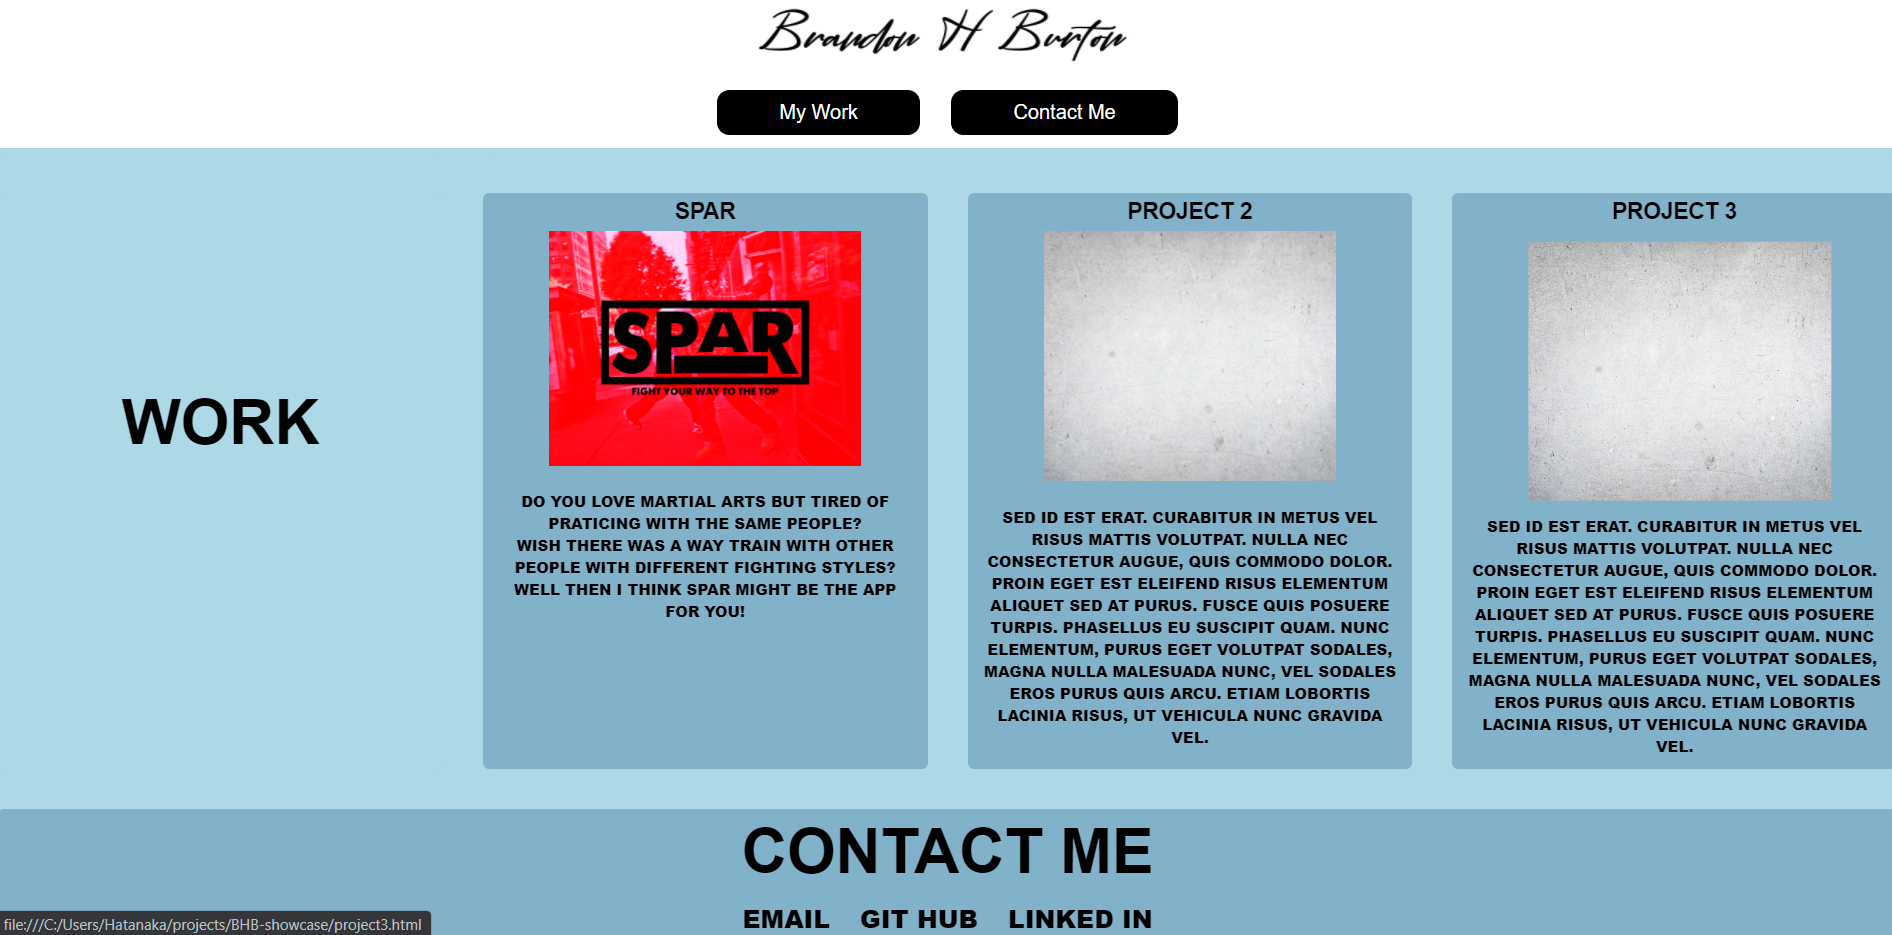 Brandon H Burton
My Work
Contact Me
WORK
SPAR
SPAR
FIGHT YOUR WAY TO THE TOP
DO YOU LOVE MARTIAL ARTS BUT TIRED OF
PRATICING WITH THE SAME PEOPLE?
WISH THERE WAS A WAY TRAIN WITH OTHER
PEOPLE WITH DIFFERENT FIGHTING STYLES?
WELL THEN I THINK SPAR MIGHT BE THE APP
FOR YOU!
PROJECT 2
SED ID EST ERAT. CURABITUR IN METUS VEL
RISUS MATTIS VOLUTPAT. NULLA NEC
CONSECTETUR AUGUE, QUIS COMMODO DOLOR.
PROIN EGET EST ELEIFEND RISUS ELEMENTUM
ALIQUET SED AT PURUS. FUSCE QUIS POSUERE
TURPIS. PHASELLUS EU SUSCIPIT QUAM. NUNC
ELEMENTUM, PURUS EGET VOLUTPAT SODALES,
MAGNA NULLA MALESUADA NUNC, VEL SODALES
EROS PURUS QUIS ARCU. ETIAM LOBORTIS
LACINIA RISUS, UT VEHICULA NUNC GRAVIDA
VEL.
PROJECT 3
SED ID EST ERAT. CURABITUR IN METUS VEL
RISUS MATTIS VOLUTPAT. NULLA NEC
CONSECTETUR AUGUE, QUIS COMMODO DOLOR.
PROIN EGET EST ELEIFEND RISUS ELEMENTUM
ALIQUET SED AT PURUS. FUSCE QUIS POSUERE
TURPIS. PHASELLUS EU SUSCIPIT QUAM. NUNC
ELEMENTUM, PURUS EGET VOLUTPAT SODALES,
MAGNA NULLA MALESUADA NUNC, VEL SODALES
EROS PURUS QUIS ARCU. ETIAM LOBORTIS
LACINIA RISUS, UT VEHICULA NUNC GRAVIDA
VEL.
CONTACT ME
EMAIL GIT HUB LINKED IN
file:///C:/Users/Hatanaka/projects/BHB-showcase/project3.html